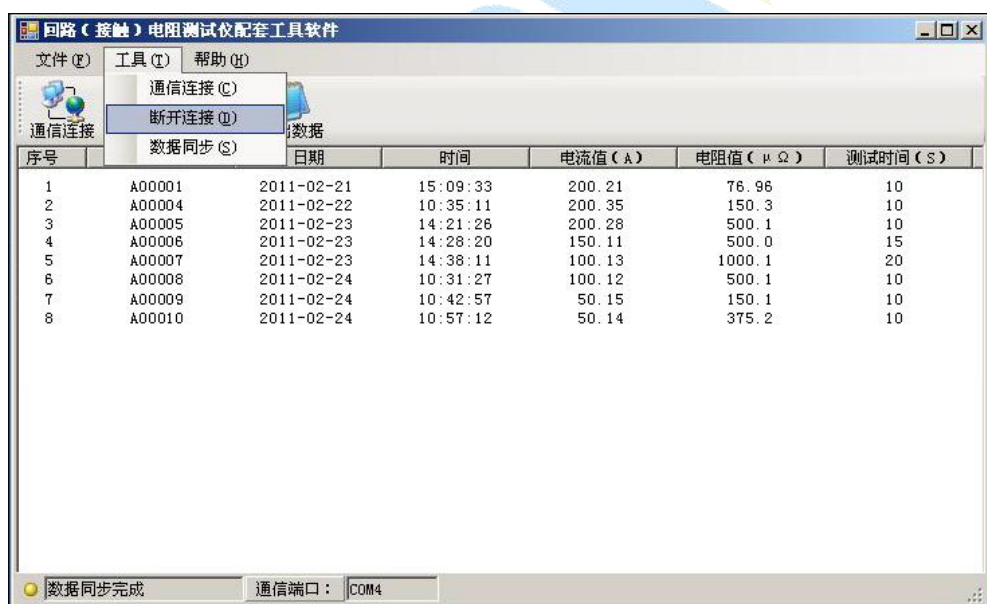 回路(接触)电阻测试仪配套工具软件
文件(F) 工具(T) 帮助(H)
通信连接(C)
断开连接(D)
数据同步(S)
通信连接 出数据
序号 日期 时间 电流值(A) 电阻值(μΩ) 测试时间(S)
1 A00001 2011-02-21 15:09:33 200.21 76.96 10
2 A00004 2011-02-22 10:35:11 200.35 150.3 10
3 A00005 2011-02-23 14:21:26 200.28 500.1 10
4 A00006 2011-02-23 14:28:20 150.11 500.0 15
5 A00007 2011-02-23 14:38:11 100.13 1000.1 20
6 A00008 2011-02-24 10:31:27 100.12 500.1 10
7 A00009 2011-02-24 10:42:57 50.15 150.1 10
8 A00010 2011-02-24 10:57:12 50.14 375.2 10
数据同步完成 通信端口: COM4